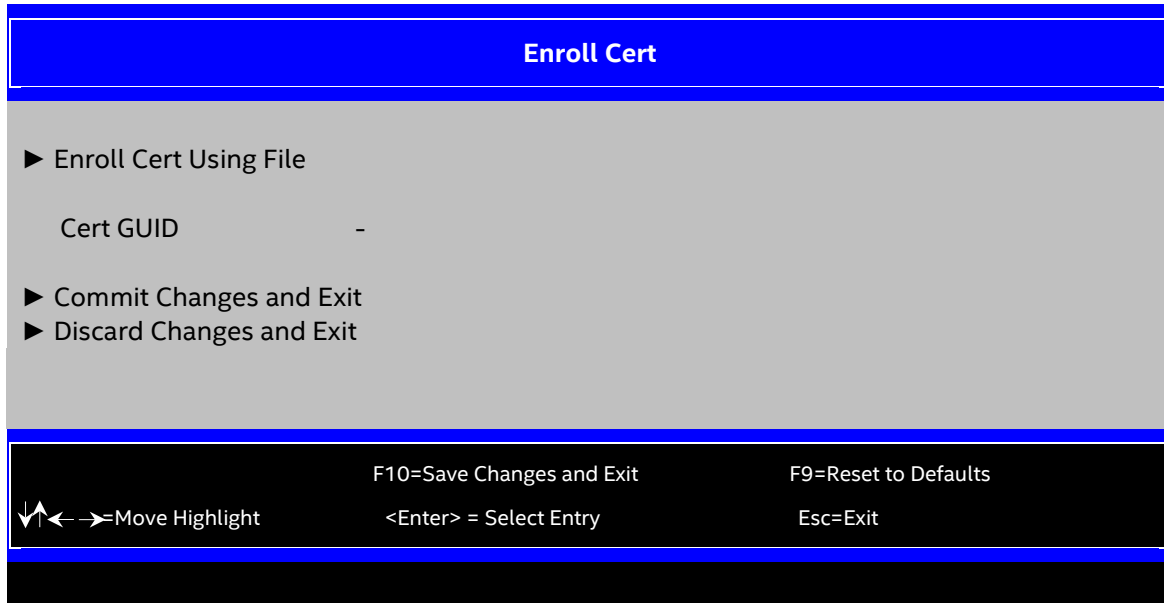 Enroll Cert
► Enroll Cert Using File
Cert GUID -
► Commit Changes and Exit
► Discard Changes and Exit
F10=Save Changes and Exit F9=Reset to Defaults
↓↑←→=Move Highlight <Enter> = Select Entry Esc=Exit